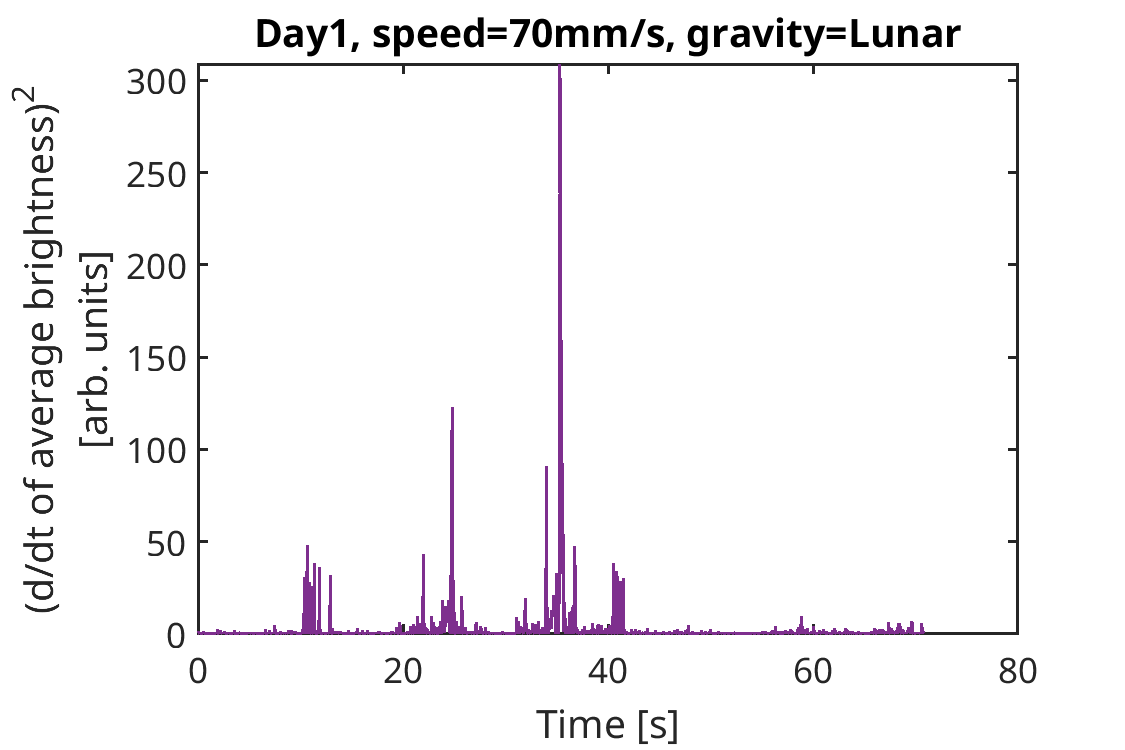 Day1, speed=70mm/s, gravity=Lunar
(d/dt of average brightness)²
[arb. units]
300
250
200
150
100
50
0
0 20 40 60 80
Time [s]